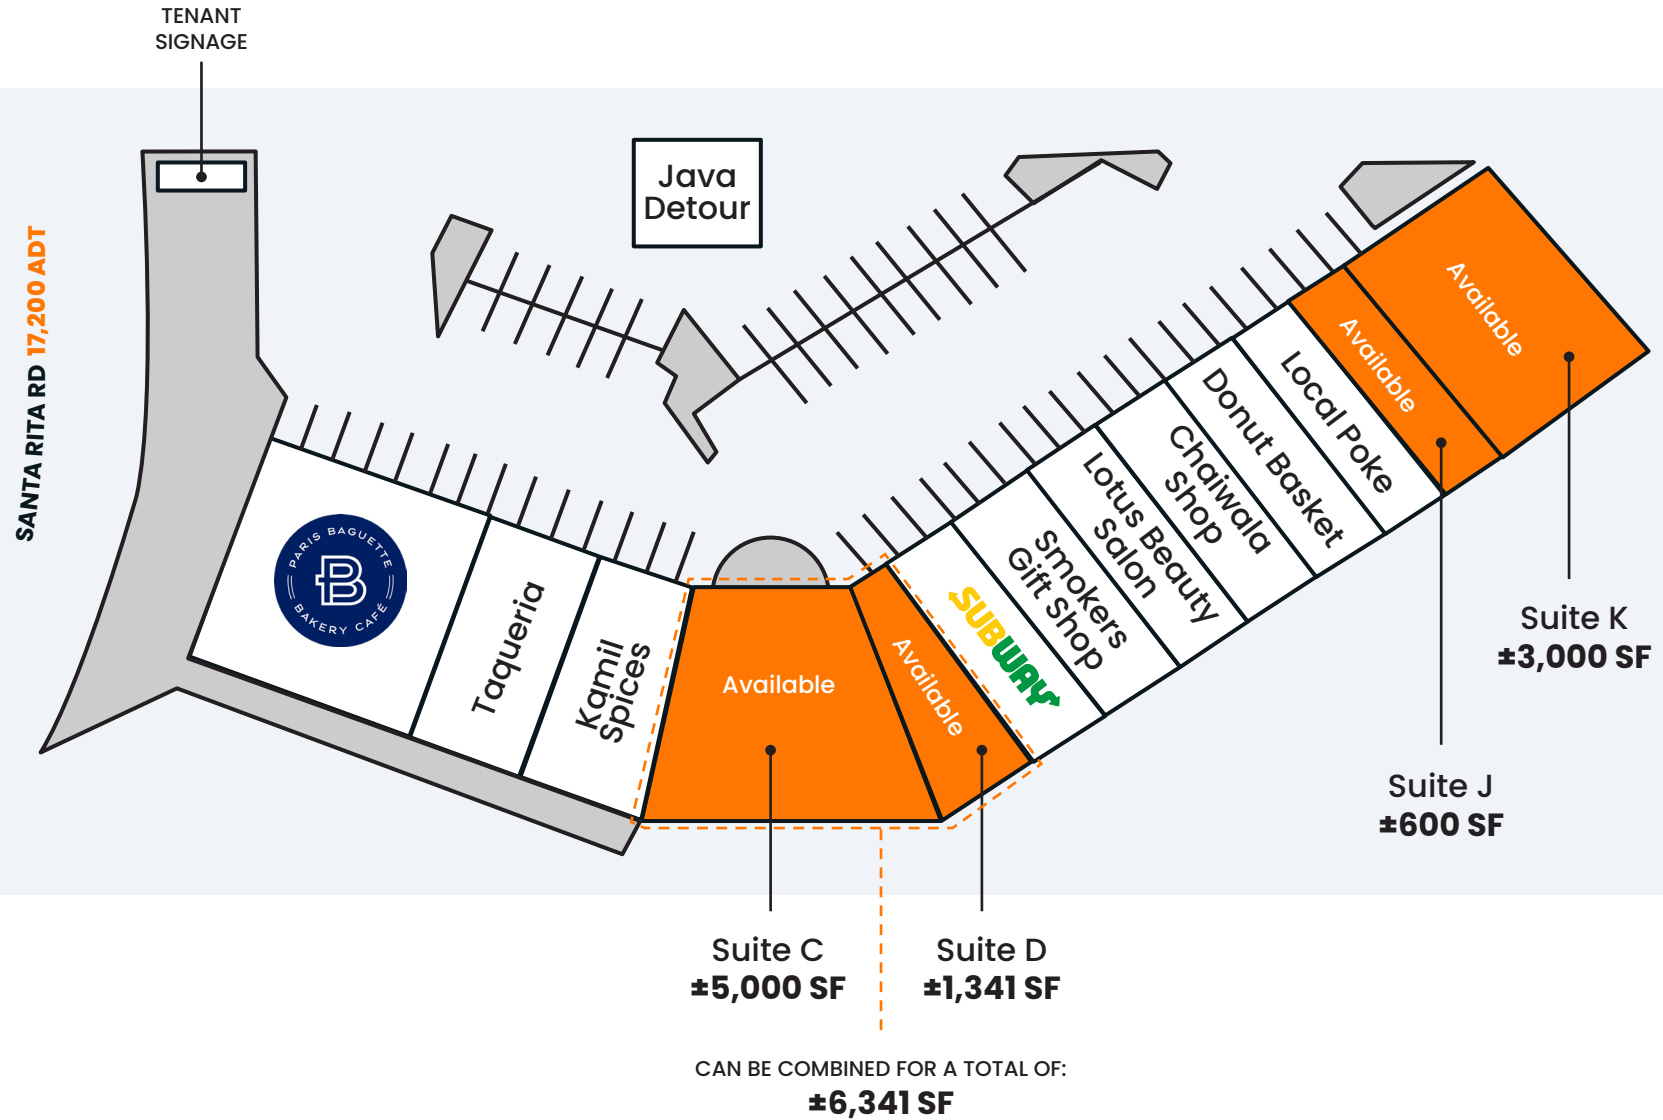 TENANT
SIGNAGE
Java
Detour
SANTA RITA RD 17,200 ADT
PARIS BAGUETTE
B
BAKERY CAFÉ
Taqueria
Kamil
Spices
Available
Available
SUBWAY
Smokers
Gift Shop
Lotus Beauty
Salon
Chaiwala
Shop
Donut Basket
Local Poke
Available
Available
Suite K
±3,000 SF
Suite J
±600 SF
Suite C
±5,000 SF
Suite D
±1,341 SF
CAN BE COMBINED FOR A TOTAL OF:
±6,341 SF